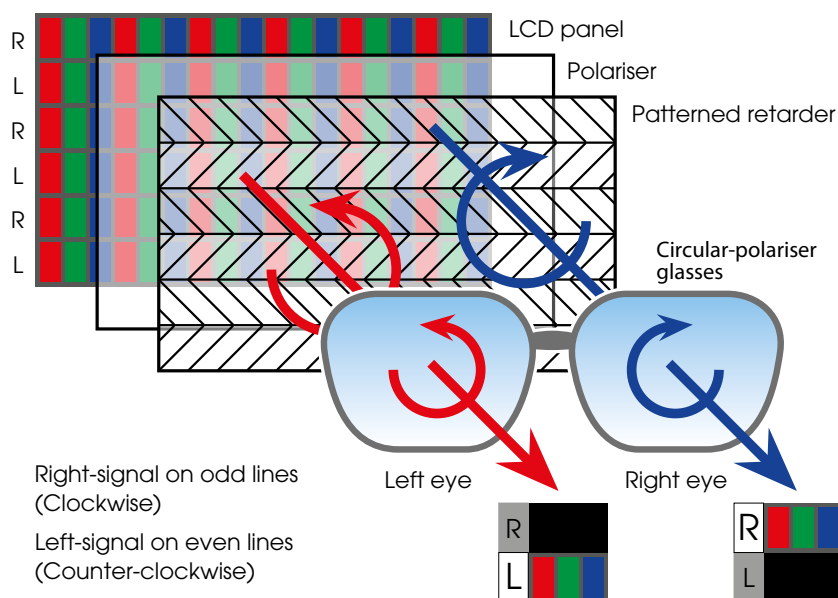 R
LCD panel
L
Polariser
R
Patterned retarder
L
R
L
Circular-polariser
glasses
Left eye
Right eye
Right-signal on odd lines
(Clockwise)
Left-signal on even lines
(Counter-clockwise)
R
L
R
L